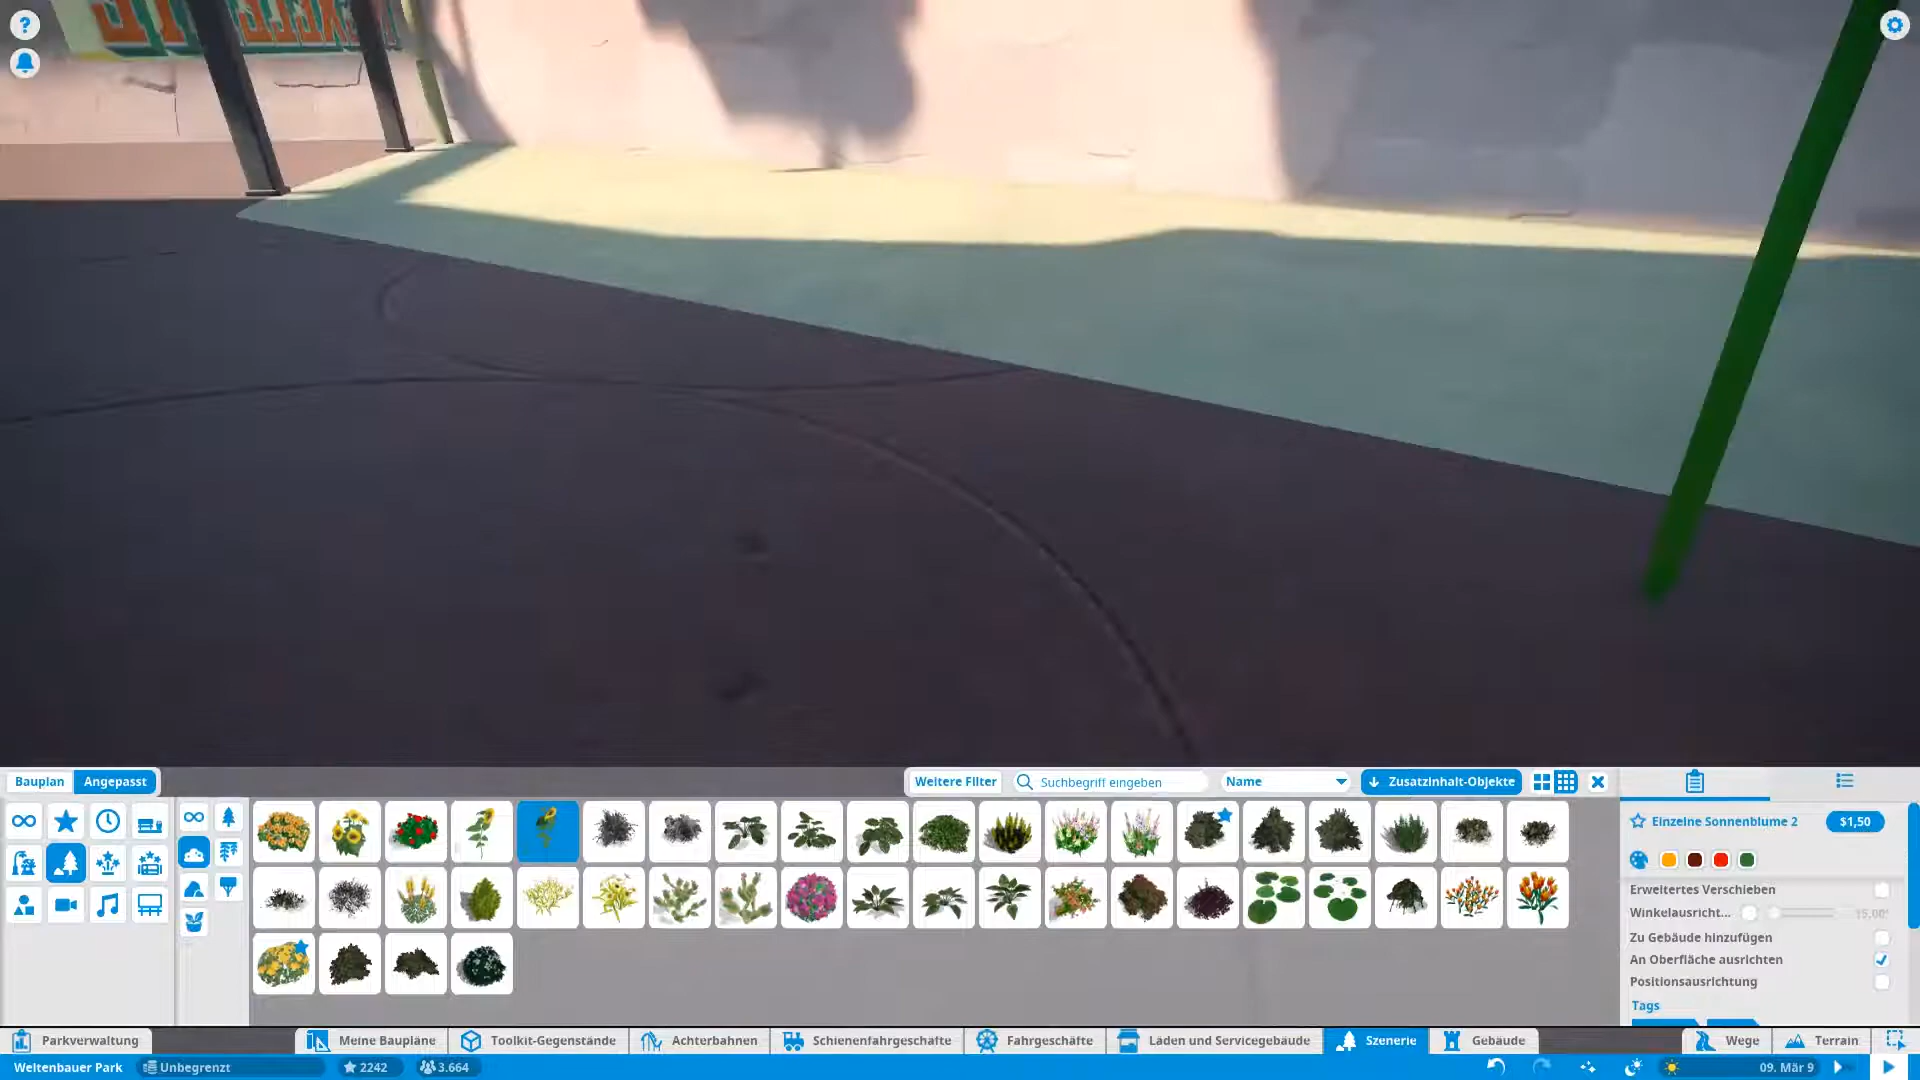 Bauplan
Angepasst
Weitere Filter
Suchbegriff eingeben
Name
Zusatzinhalt-Objekte
Einzelne Sonnenblume 2
$1,50
Erweitertes Verschieben
Winkelausricht...
15,00°
Zu Gebäude hinzufügen
An Oberfläche ausrichten
Positionsausrichtung
Tags
Parkverwaltung
Meine Baupläne
Toolkit-Gegenstände
Achterbahnen
Schienenfahrgeschäfte
Fahrgeschäfte
Läden und Servicegebäude
Szenerie
Gebäude
Wege
Terrain
Weltenbauer Park
Unbegrenzt
2242
3.664
09. Mär 9